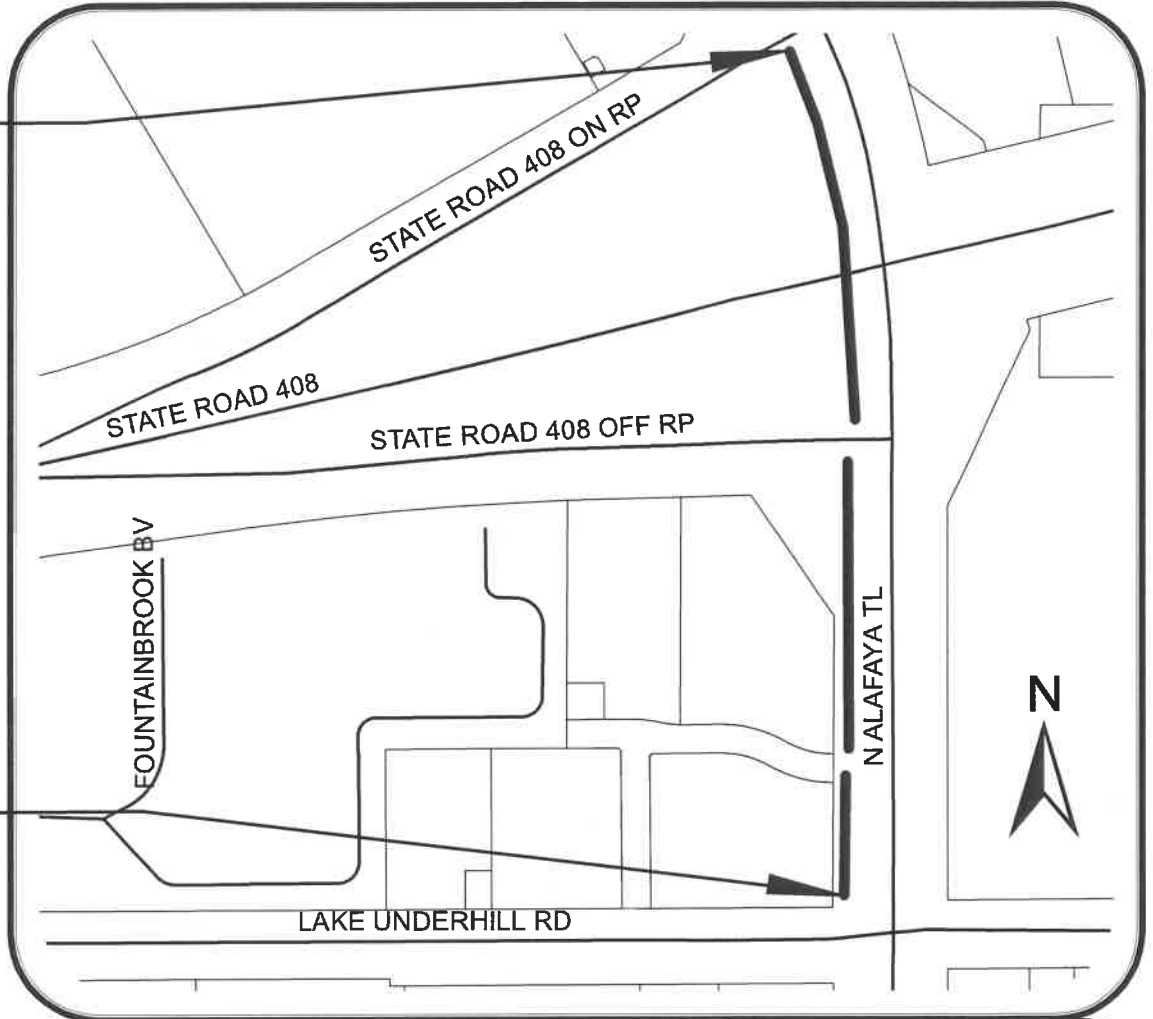 STATE ROAD 408 ON RP
STATE ROAD 408
STATE ROAD 408 OFF RP
FOUNTAINBROOK BV
N ALAFAYA TL
N
LAKE UNDERHILL RD